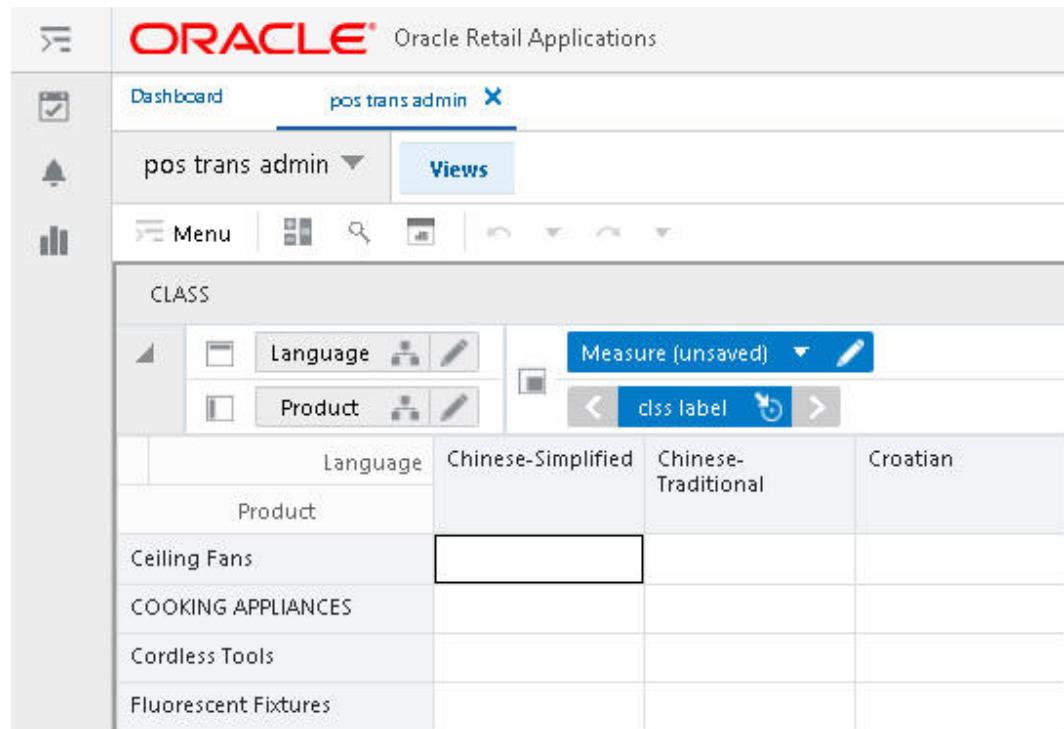 ORACLE Oracle Retail Applications
Dashboard pos trans admin
pos trans admin Views
Menu
CLASS
Language Measure (unsaved)
Product clss label
Language Chinese-Simplified Chinese-Traditional Croatian
Product
Ceiling Fans
COOKING APPLIANCES
Cordless Tools
Fluorescent Fixtures